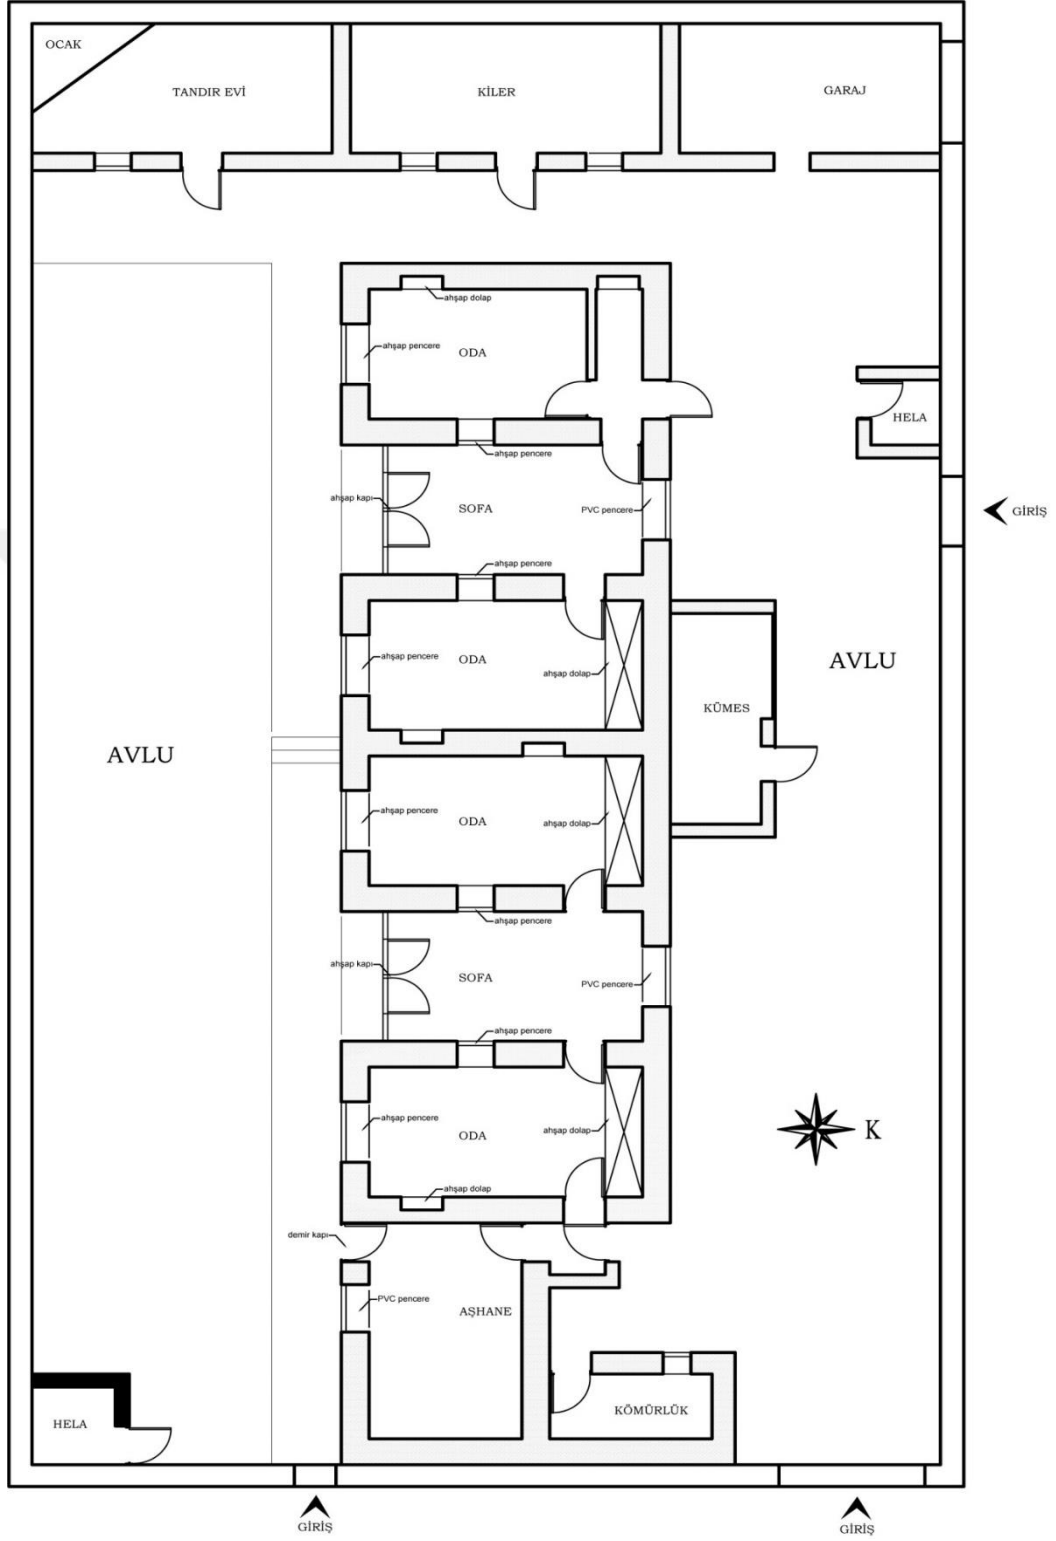 OCAK
TANDIR EVİ
KİLER
GARAJ
ahşap dolap
ahşap pencere
ODA
HELA
ahşap pencere
ahşap kapı
SOFA
PVC pencere
GİRİŞ
ahşap pencere
ahşap pencere
ODA
ahşap dolap
AVLU
KÜMES
AVLU
ahşap pencere
ODA
ahşap dolap
ahşap pencere
ahşap kapı
SOFA
PVC pencere
ahşap pencere
ahşap pencere
ODA
ahşap dolap
K
ahşap dolap
demir kapı
PVC pencere
AŞHANE
HELA
KÖMÜRLÜK
GİRİŞ
GİRİŞ